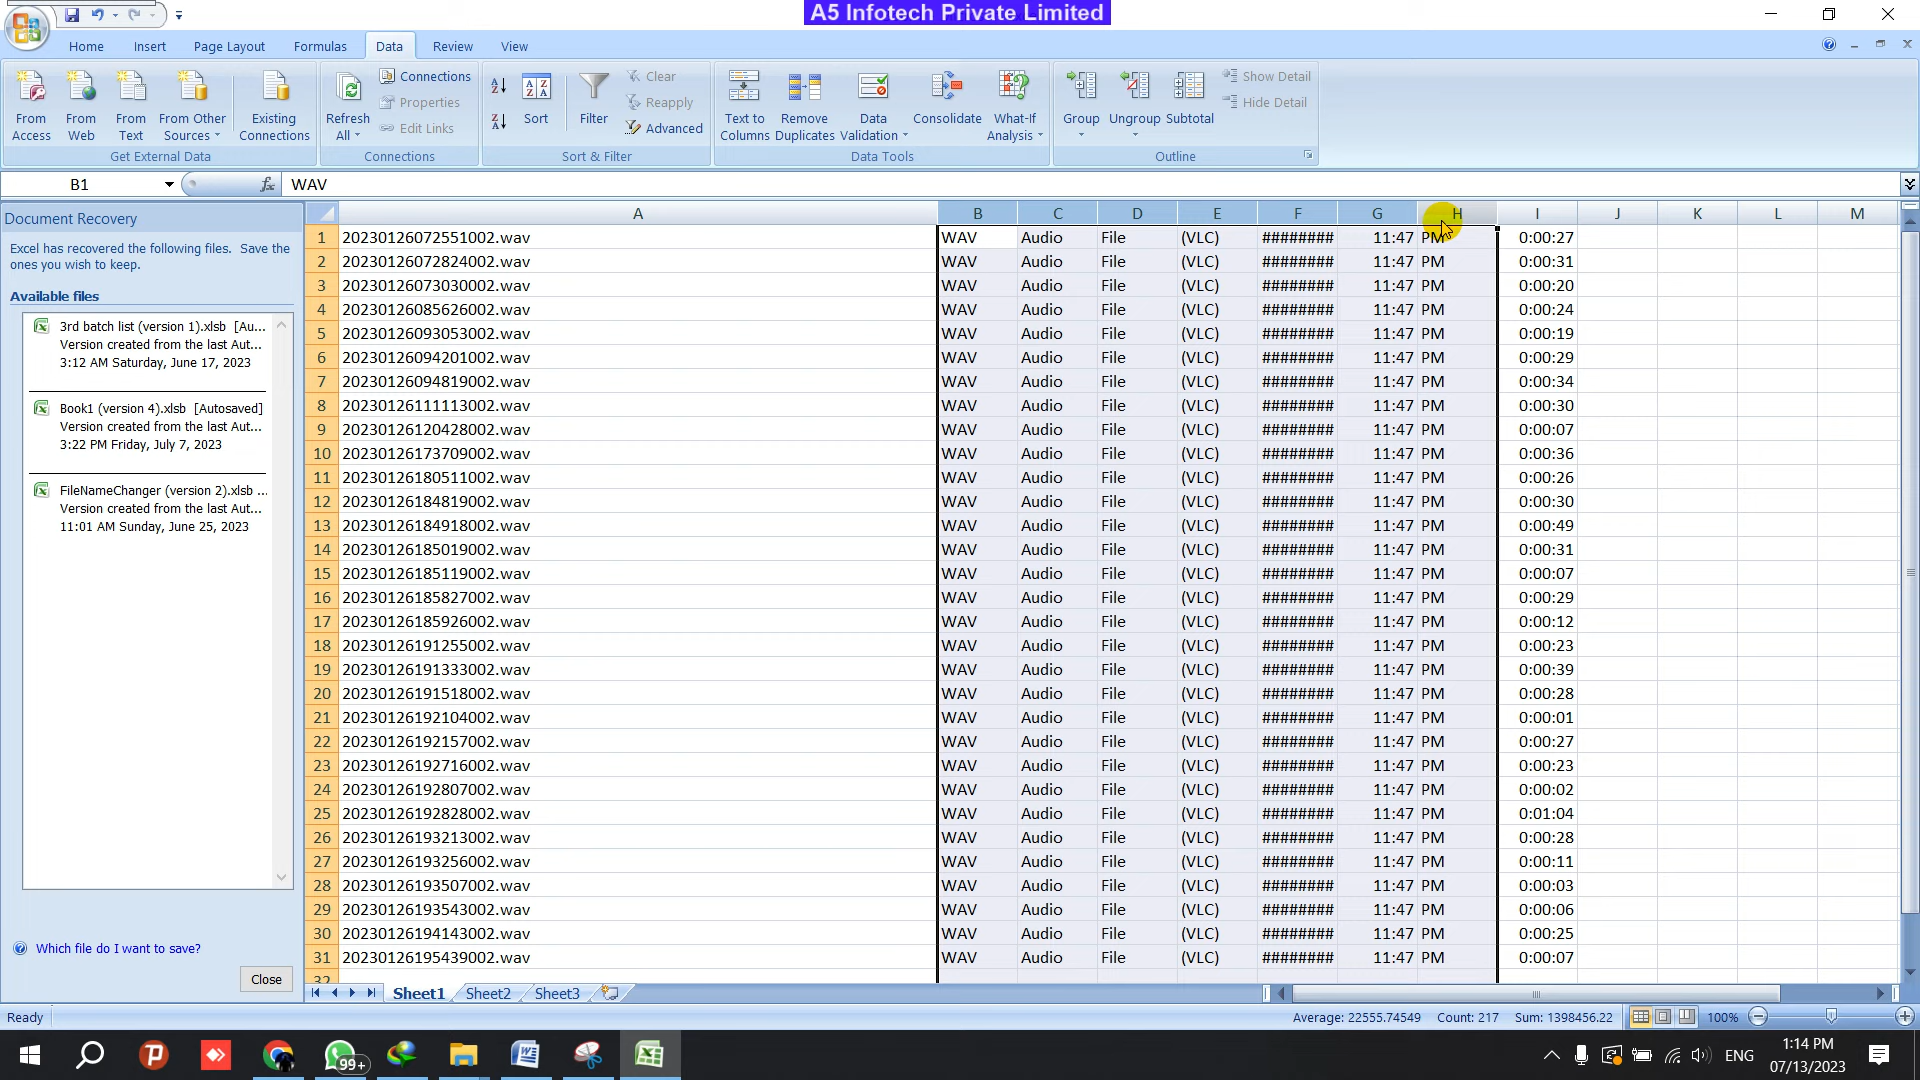 A5 Infotech Private Limited
Home Insert Page Layout Formulas Data Review View
From Access
From Web
From Text
From Other Sources
Existing Connections
Get External Data
Refresh All
Connections
Properties
Edit Links
Connections
Sort
Filter
Clear
Reapply
Advanced
Sort & Filter
Text to Columns
Remove Duplicates
Data Validation
Consolidate
What-If Analysis
Data Tools
Group
Ungroup
Subtotal
Show Detail
Hide Detail
Outline
B1 fx WAV
Document Recovery
Excel has recovered the following files. Save the
ones you wish to keep.
Available files
3rd batch list (version 1).xlsb [Au...
Version created from the last Aut...
3:12 AM Saturday, June 17, 2023
Book1 (version 4).xlsb [Autosaved]
Version created from the last Aut...
3:22 PM Friday, July 7, 2023
FileNameChanger (version 2).xlsb ...
Version created from the last Aut...
11:01 AM Sunday, June 25, 2023
Which file do I want to save?
Close
A B C D E F G H I J K L M
1 20230126072551002.wav WAV Audio File (VLC) ######## 11:47 PM 0:00:27
2 20230126072824002.wav WAV Audio File (VLC) ######## 11:47 PM 0:00:31
3 20230126073030002.wav WAV Audio File (VLC) ######## 11:47 PM 0:00:20
4 20230126085626002.wav WAV Audio File (VLC) ######## 11:47 PM 0:00:24
5 20230126093053002.wav WAV Audio File (VLC) ######## 11:47 PM 0:00:19
6 20230126094201002.wav WAV Audio File (VLC) ######## 11:47 PM 0:00:29
7 20230126094819002.wav WAV Audio File (VLC) ######## 11:47 PM 0:00:34
8 20230126111113002.wav WAV Audio File (VLC) ######## 11:47 PM 0:00:30
9 20230126120428002.wav WAV Audio File (VLC) ######## 11:47 PM 0:00:07
10 20230126173709002.wav WAV Audio File (VLC) ######## 11:47 PM 0:00:36
11 20230126180511002.wav WAV Audio File (VLC) ######## 11:47 PM 0:00:26
12 20230126184819002.wav WAV Audio File (VLC) ######## 11:47 PM 0:00:30
13 20230126184918002.wav WAV Audio File (VLC) ######## 11:47 PM 0:00:49
14 20230126185019002.wav WAV Audio File (VLC) ######## 11:47 PM 0:00:31
15 20230126185119002.wav WAV Audio File (VLC) ######## 11:47 PM 0:00:07
16 20230126185827002.wav WAV Audio File (VLC) ######## 11:47 PM 0:00:29
17 20230126185926002.wav WAV Audio File (VLC) ######## 11:47 PM 0:00:12
18 20230126191255002.wav WAV Audio File (VLC) ######## 11:47 PM 0:00:23
19 20230126191333002.wav WAV Audio File (VLC) ######## 11:47 PM 0:00:39
20 20230126191518002.wav WAV Audio File (VLC) ######## 11:47 PM 0:00:28
21 20230126192104002.wav WAV Audio File (VLC) ######## 11:47 PM 0:00:01
22 20230126192157002.wav WAV Audio File (VLC) ######## 11:47 PM 0:00:27
23 20230126192716002.wav WAV Audio File (VLC) ######## 11:47 PM 0:00:23
24 20230126192807002.wav WAV Audio File (VLC) ######## 11:47 PM 0:00:02
25 20230126192828002.wav WAV Audio File (VLC) ######## 11:47 PM 0:01:04
26 20230126193213002.wav WAV Audio File (VLC) ######## 11:47 PM 0:00:28
27 20230126193256002.wav WAV Audio File (VLC) ######## 11:47 PM 0:00:11
28 20230126193507002.wav WAV Audio File (VLC) ######## 11:47 PM 0:00:03
29 20230126193543002.wav WAV Audio File (VLC) ######## 11:47 PM 0:00:06
30 20230126194143002.wav WAV Audio File (VLC) ######## 11:47 PM 0:00:25
31 20230126195439002.wav WAV Audio File (VLC) ######## 11:47 PM 0:00:07
32
Sheet1 Sheet2 Sheet3
Ready Average: 22555.74549 Count: 217 Sum: 1398456.22 100%
99+ ENG 1:14 PM
07/13/2023